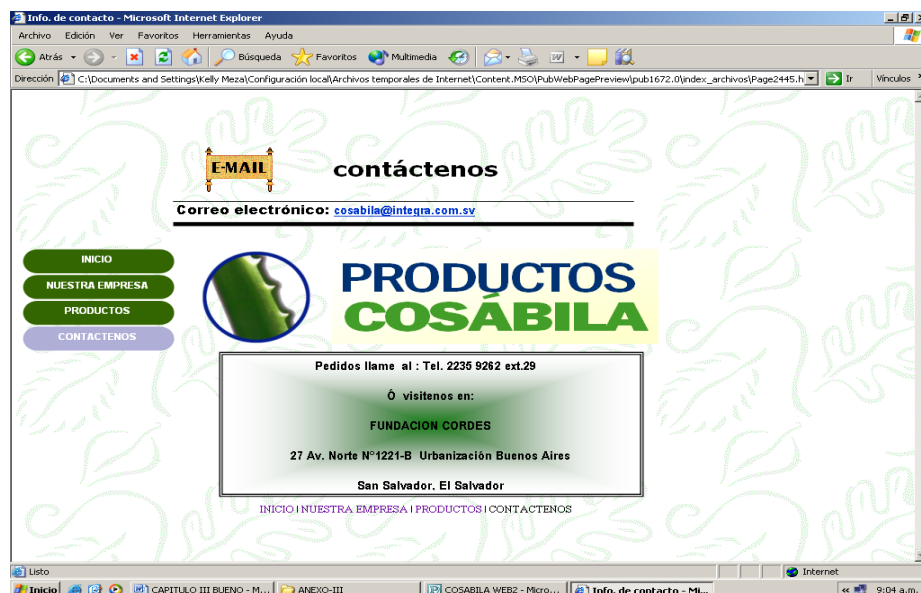 Info. de contacto - Microsoft Internet Explorer
Archivo Edición Ver Favoritos Herramientas Ayuda
Atrás Búsqueda Favoritos Multimedia
Dirección C:\Documents and Settings\Kelly Meza\Configuración local\Archivos temporales de Internet\Content.MSO\PubWebPagePreview\pub1672.0\index_archivos\Page2445.h Ir Vínculos
E-MAIL contáctenos
Correo electrónico: cosabila@integra.com.sv
INICIO
NUESTRA EMPRESA
PRODUCTOS
CONTACTENOS
PRODUCTOS
COSÁBILA
Pedidos llame al : Tel. 2235 9262 ext.29
Ó visitenos en:
FUNDACION CORDES
27 Av. Norte N°1221-B Urbanización Buenos Aires
San Salvador. El Salvador
INICIO | NUESTRA EMPRESA | PRODUCTOS | CONTACTENOS
Listo Internet
Inicio CAPITULO III BUENO - M... ANEXO-III COSABILA WEB2 - Micro... Info. de contacto - Mi... 9:04 a.m.